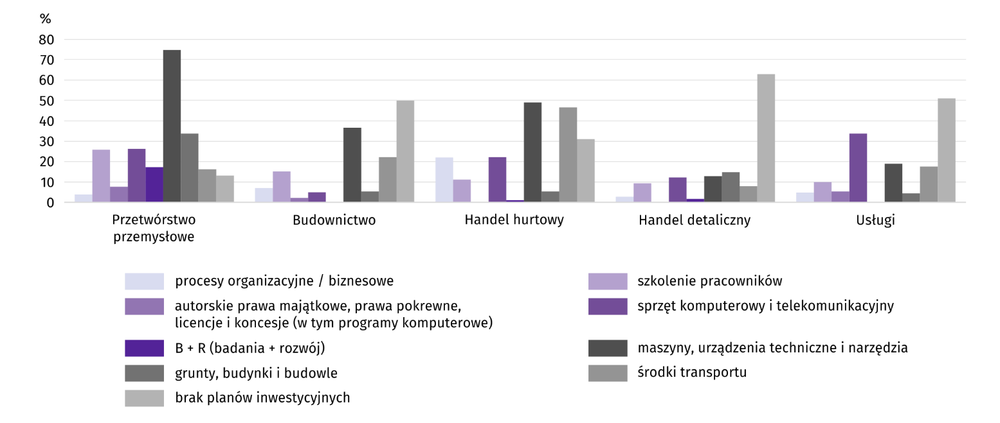 %
80
70
60
50
40
30
20
10
0
Przetwórstwo
przemysłowe
Budownictwo
Handel hurtowy
Handel detaliczny
Usługi
procesy organizacyjne / biznesowe
szkolenie pracowników
autorskie prawa majątkowe, prawa pokrewne,
licencje i koncesje (w tym programy komputerowe)
sprzęt komputerowy i telekomunikacyjny
B + R (badania + rozwój)
maszyny, urządzenia techniczne i narzędzia
grunty, budynki i budowle
środki transportu
brak planów inwestycyjnych